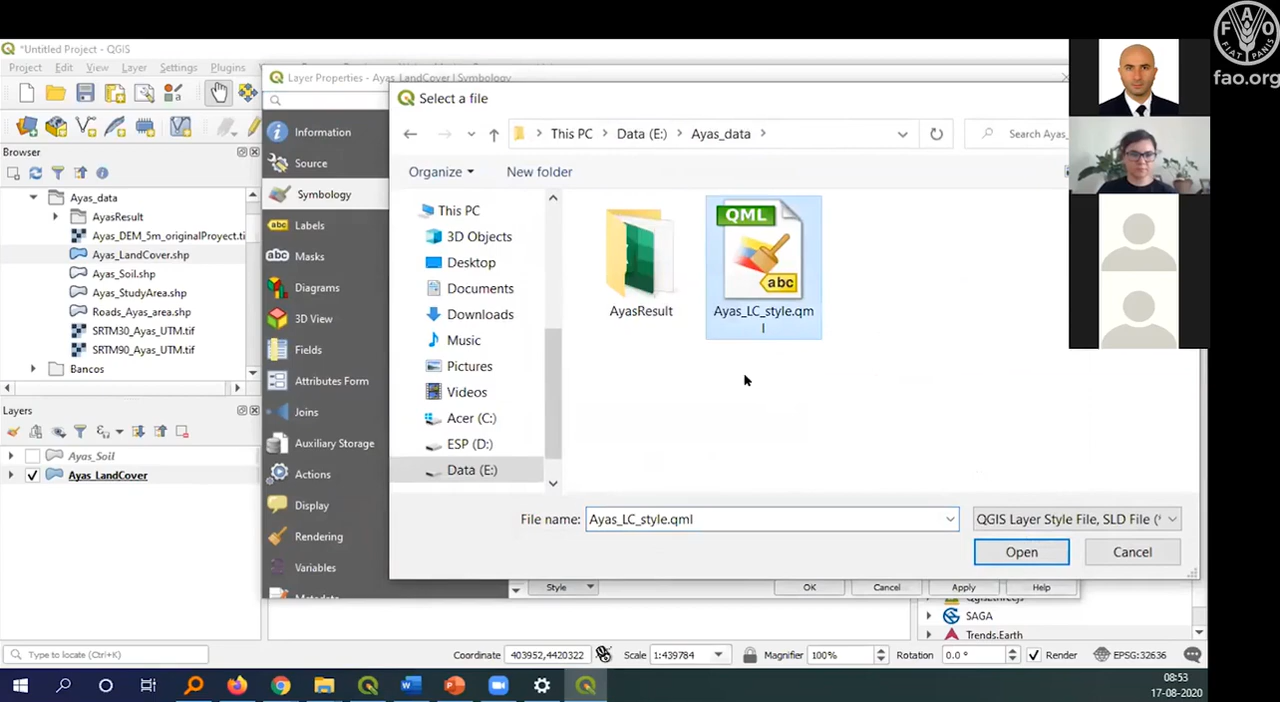 *Untitled Project - QGIS
Project Edit View Layer Settings Plugins
Layer Properties - Ayas_LandCover | Symbology
Select a file
This PC > Data (E:) > Ayas_data >
Search Ayas_
Organize
New folder
Browser
Ayas_data
AyasResult
Ayas_DEM_5m_originalProyect.ti
Ayas_LandCover.shp
Ayas_Soil.shp
Ayas_StudyArea.shp
Roads_Ayas_area.shp
SRTM30_Ayas_UTM.tif
SRTM90_Ayas_UTM.tif
Bancos
Layers
Ayas_Soil
Ayas_LandCover
Information
Source
Symbology
abc Labels
abc Masks
Diagrams
3D View
Fields
Attributes Form
Joins
Auxiliary Storage
Actions
Display
Rendering
Variables
This PC
3D Objects
Desktop
Documents
Downloads
Music
Pictures
Videos
Acer (C:)
ESP (D:)
Data (E:)
AyasResult
QML
abc
Ayas_LC_style.qm
l
File name: Ayas_LC_style.qml
QGIS Layer Style File, SLD File (*
Open
Cancel
Style
OK
Cancel
Apply
Help
SAGA
Trends.Earth
Type to locate (Ctrl+K)
Coordinate 403952,4420322
Scale 1:439784
Magnifier 100%
Rotation 0.0 °
Render
EPSG:32636
08:53
17-08-2020
FAO
FIAT PANIS
fao.org